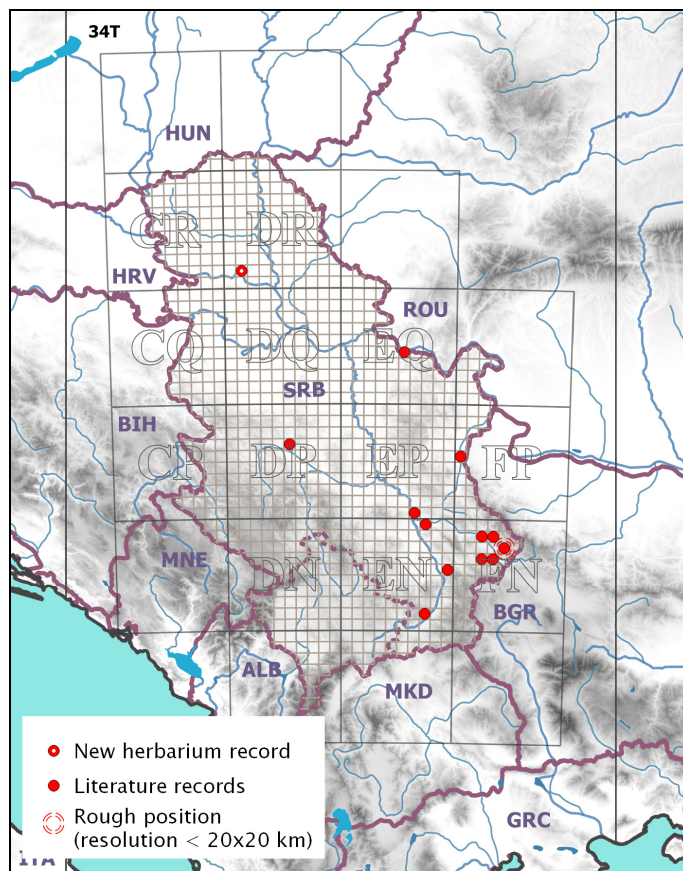 34T
HUN
CR
DR
HRV
ROU
CQ
DQ
EQ
SRB
BIH
CP
DP
EP
FP
MNE
DN
EN
FN
BGR
ALB
MKD
New herbarium record
Literature records
Rough position
(resolution < 20x20 km)
GRC
ITA